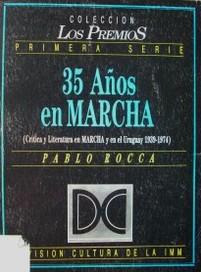 COLECCION
LOS PREMIOS
PRIMERA SERIE
35 Años
en MARCHA
(Crítica y Literatura en MARCHA y en el Uruguay 1939-1974)
PABLO ROCCA
DC
VISION CULTURA DE LA IMM